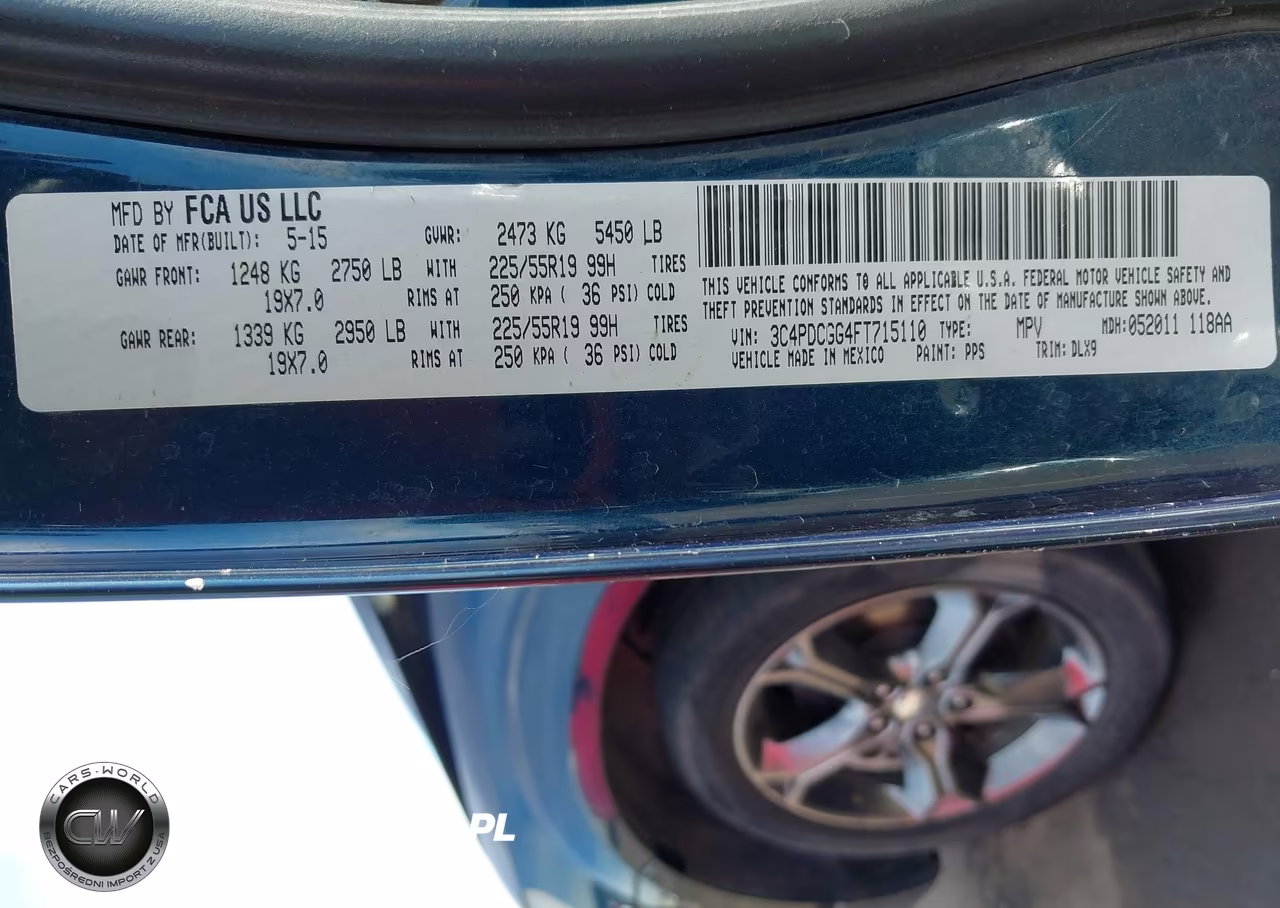 MFD BY FCA US LLC
DATE OF MFR(BUILT): 5-15 GVWR: 2473 KG 5450 LB
GAWR FRONT: 1248 KG 2750 LB WITH 225/55R19 99H TIRES
19X7.0 RIMS AT 250 KPA ( 36 PSI) COLD
GAWR REAR: 1339 KG 2950 LB WITH 225/55R19 99H TIRES
19X7.0 RIMS AT 250 KPA ( 36 PSI) COLD
THIS VEHICLE CONFORMS TO ALL APPLICABLE U.S.A. FEDERAL MOTOR VEHICLE SAFETY AND
THEFT PREVENTION STANDARDS IN EFFECT ON THE DATE OF MANUFACTURE SHOWN ABOVE.
VIN: 3C4PDCGG4FT715110 TYPE: MPV MDH:052011 118AA
VEHICLE MADE IN MEXICO PAINT: PPS TRIM: DLX9
CARS-WORLD
CW
BEZPOŚREDNI IMPORT Z USA
PL